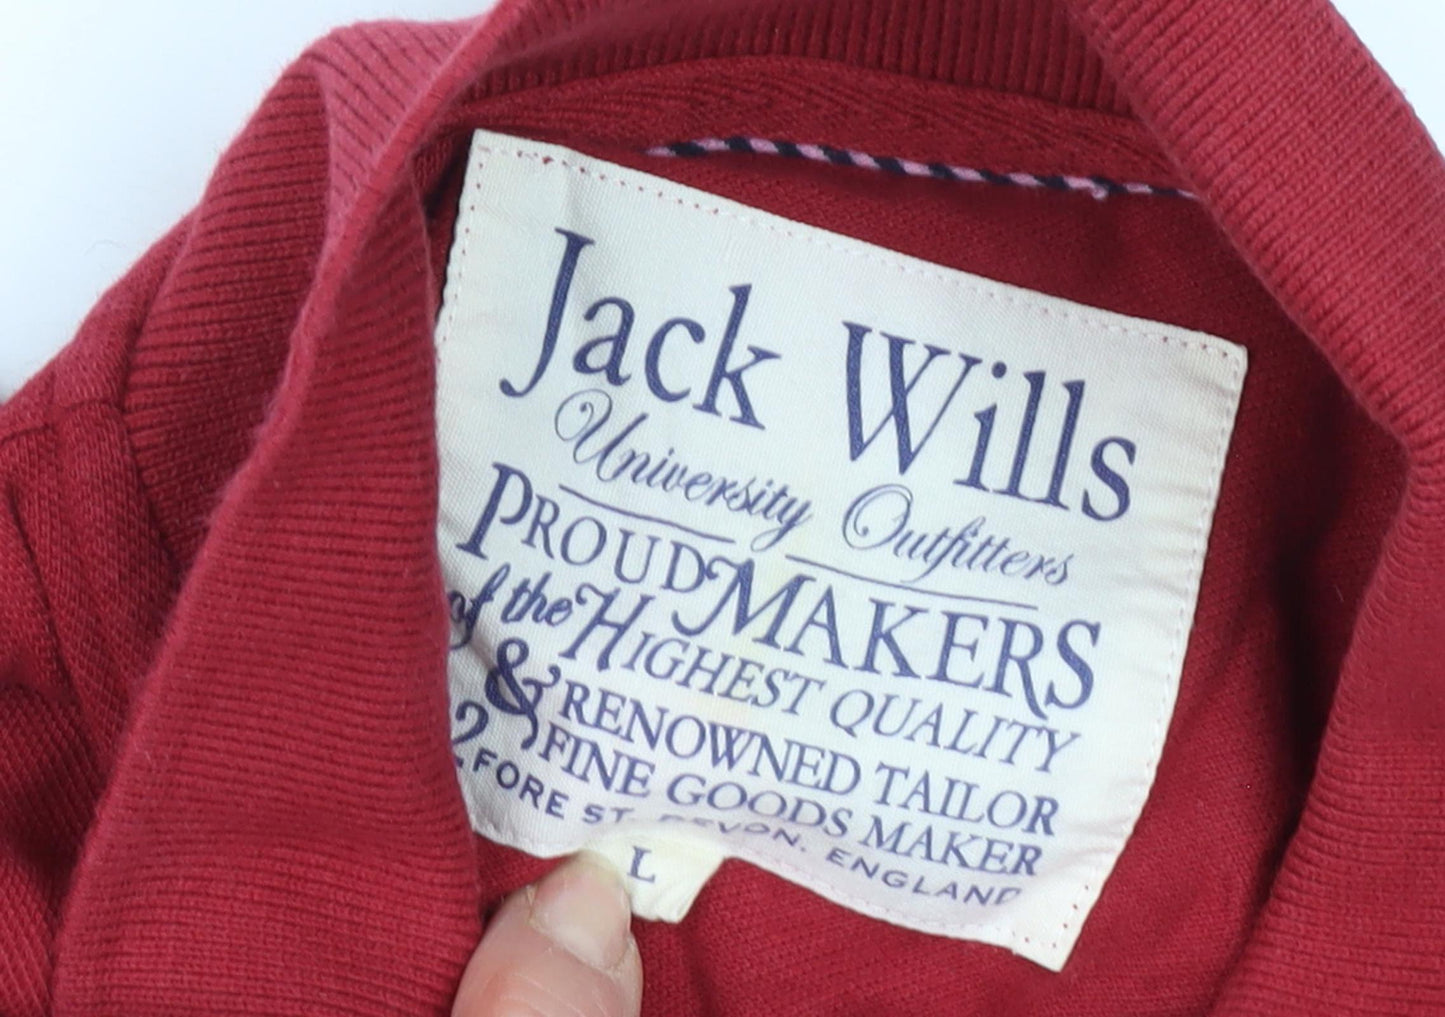 Jack Wills
University Outfitters
PROUD MAKERS
of the HIGHEST QUALITY
& RENOWNED TAILOR
FINE GOODS MAKER
2 FORE ST. DEVON. ENGLAND
L